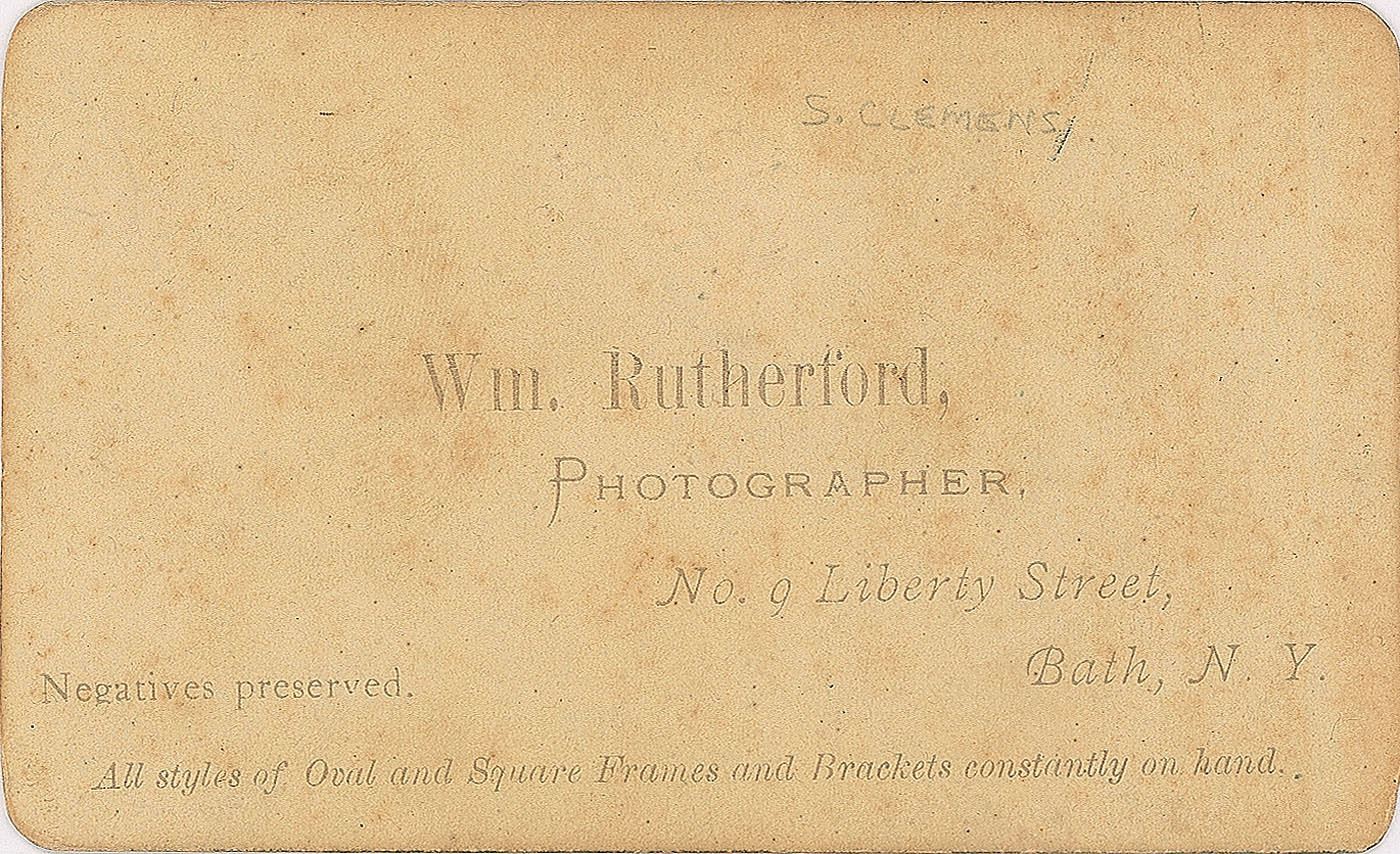 S. CLEMENS
Wm. Rutherford,
PHOTOGRAPHER,
No. 9 Liberty Street,
Bath, N. Y.
Negatives preserved.
All styles of Oval and Square Frames and Brackets constantly on hand.